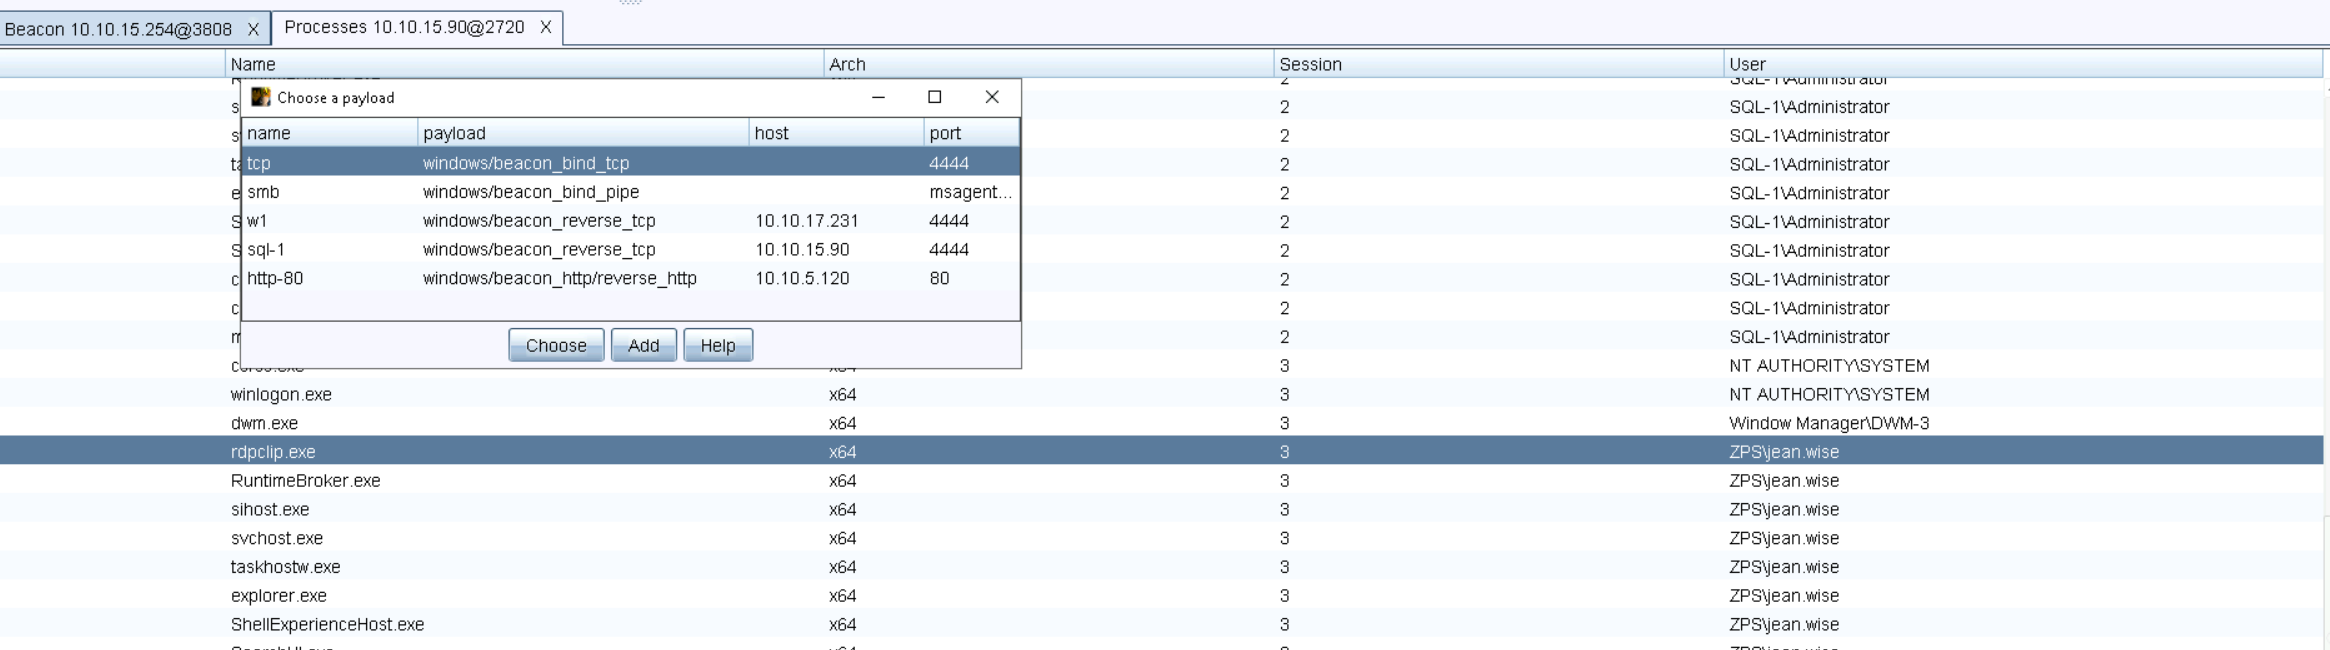 Beacon 10.10.15.254@3808 X Processes 10.10.15.90@2720 X
Name Arch Session User
2 SQL-1\Administrator
Choose a payload
2 SQL-1\Administrator
name payload host port
2 SQL-1\Administrator
tcp windows/beacon_bind_tcp 4444
2 SQL-1\Administrator
smb windows/beacon_bind_pipe msagent...
2 SQL-1\Administrator
w1 windows/beacon_reverse_tcp 10.10.17.231 4444
2 SQL-1\Administrator
sql-1 windows/beacon_reverse_tcp 10.10.15.90 4444
2 SQL-1\Administrator
http-80 windows/beacon_http/reverse_http 10.10.5.120 80
2 SQL-1\Administrator
2 SQL-1\Administrator
Choose Add Help
2 SQL-1\Administrator
3 NT AUTHORITY\SYSTEM
winlogon.exe x64 3 NT AUTHORITY\SYSTEM
dwm.exe x64 3 Window Manager\DWM-3
rdpclip.exe x64 3 ZPS\jean.wise
RuntimeBroker.exe x64 3 ZPS\jean.wise
sihost.exe x64 3 ZPS\jean.wise
svchost.exe x64 3 ZPS\jean.wise
taskhostw.exe x64 3 ZPS\jean.wise
explorer.exe x64 3 ZPS\jean.wise
ShellExperienceHost.exe x64 3 ZPS\jean.wise